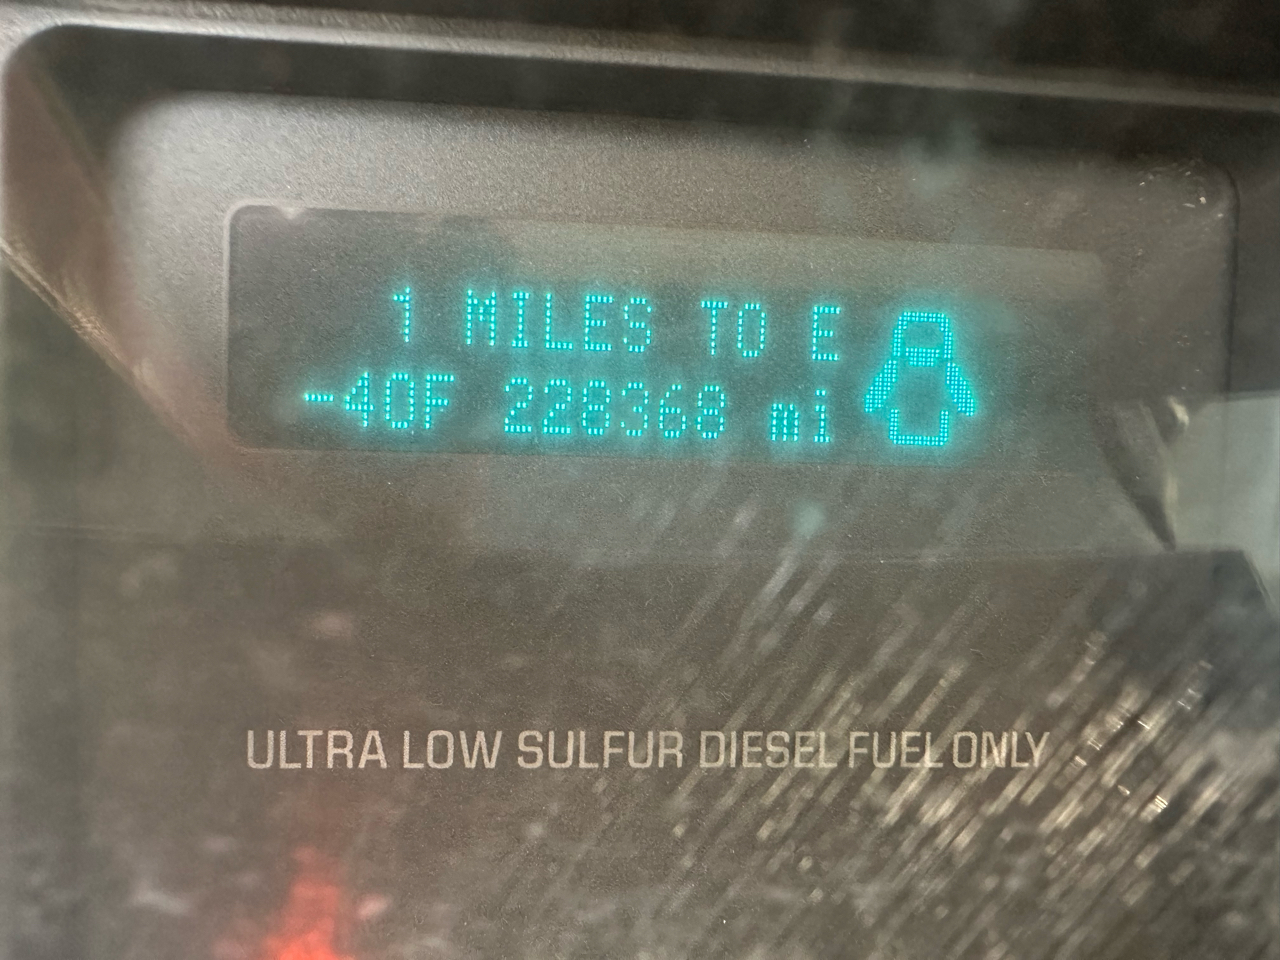 1 MILES TO E
-40F 228368 mi
ULTRA LOW SULFUR DIESEL FUEL ONLY